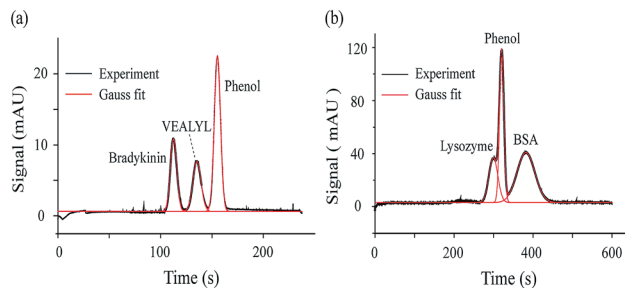 (a)
20
10
0
Signal (mAU)
Experiment
Gauss fit
Bradykinin
VEALYL
Phenol
0
100
200
Time (s)
(b)
120
80
40
0
Signal ( mAU)
Experiment
Gauss fit
Phenol
Lysozyme
BSA
0
200
400
600
Time (s)